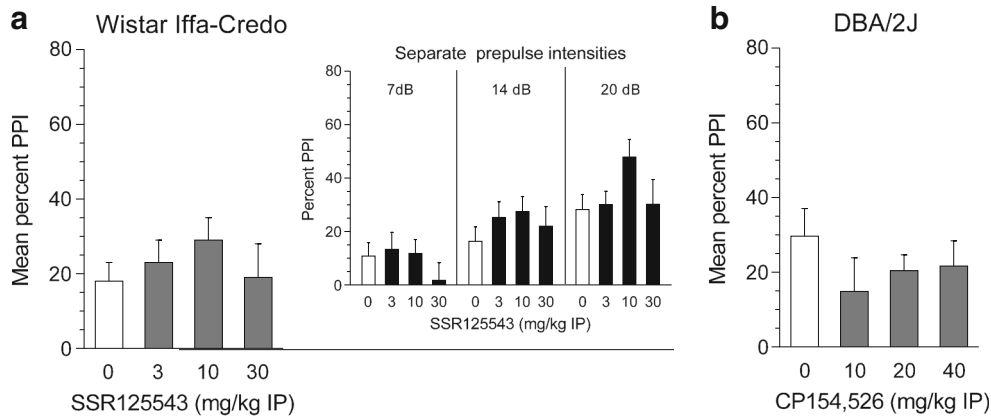 a
Wistar Iffa-Credo
80
60
40
20
0
Mean percent PPI
0 3 10 30
SSR125543 (mg/kg IP)
Separate prepulse intensities
7dB 14 dB 20 dB
80
60
40
20
0
Percent PPI
0 3 10 30 0 3 10 30 0 3 10 30
SSR125543 (mg/kg IP)
b
DBA/2J
80
60
40
20
0
Mean percent PPI
0 10 20 40
CP154,526 (mg/kg IP)